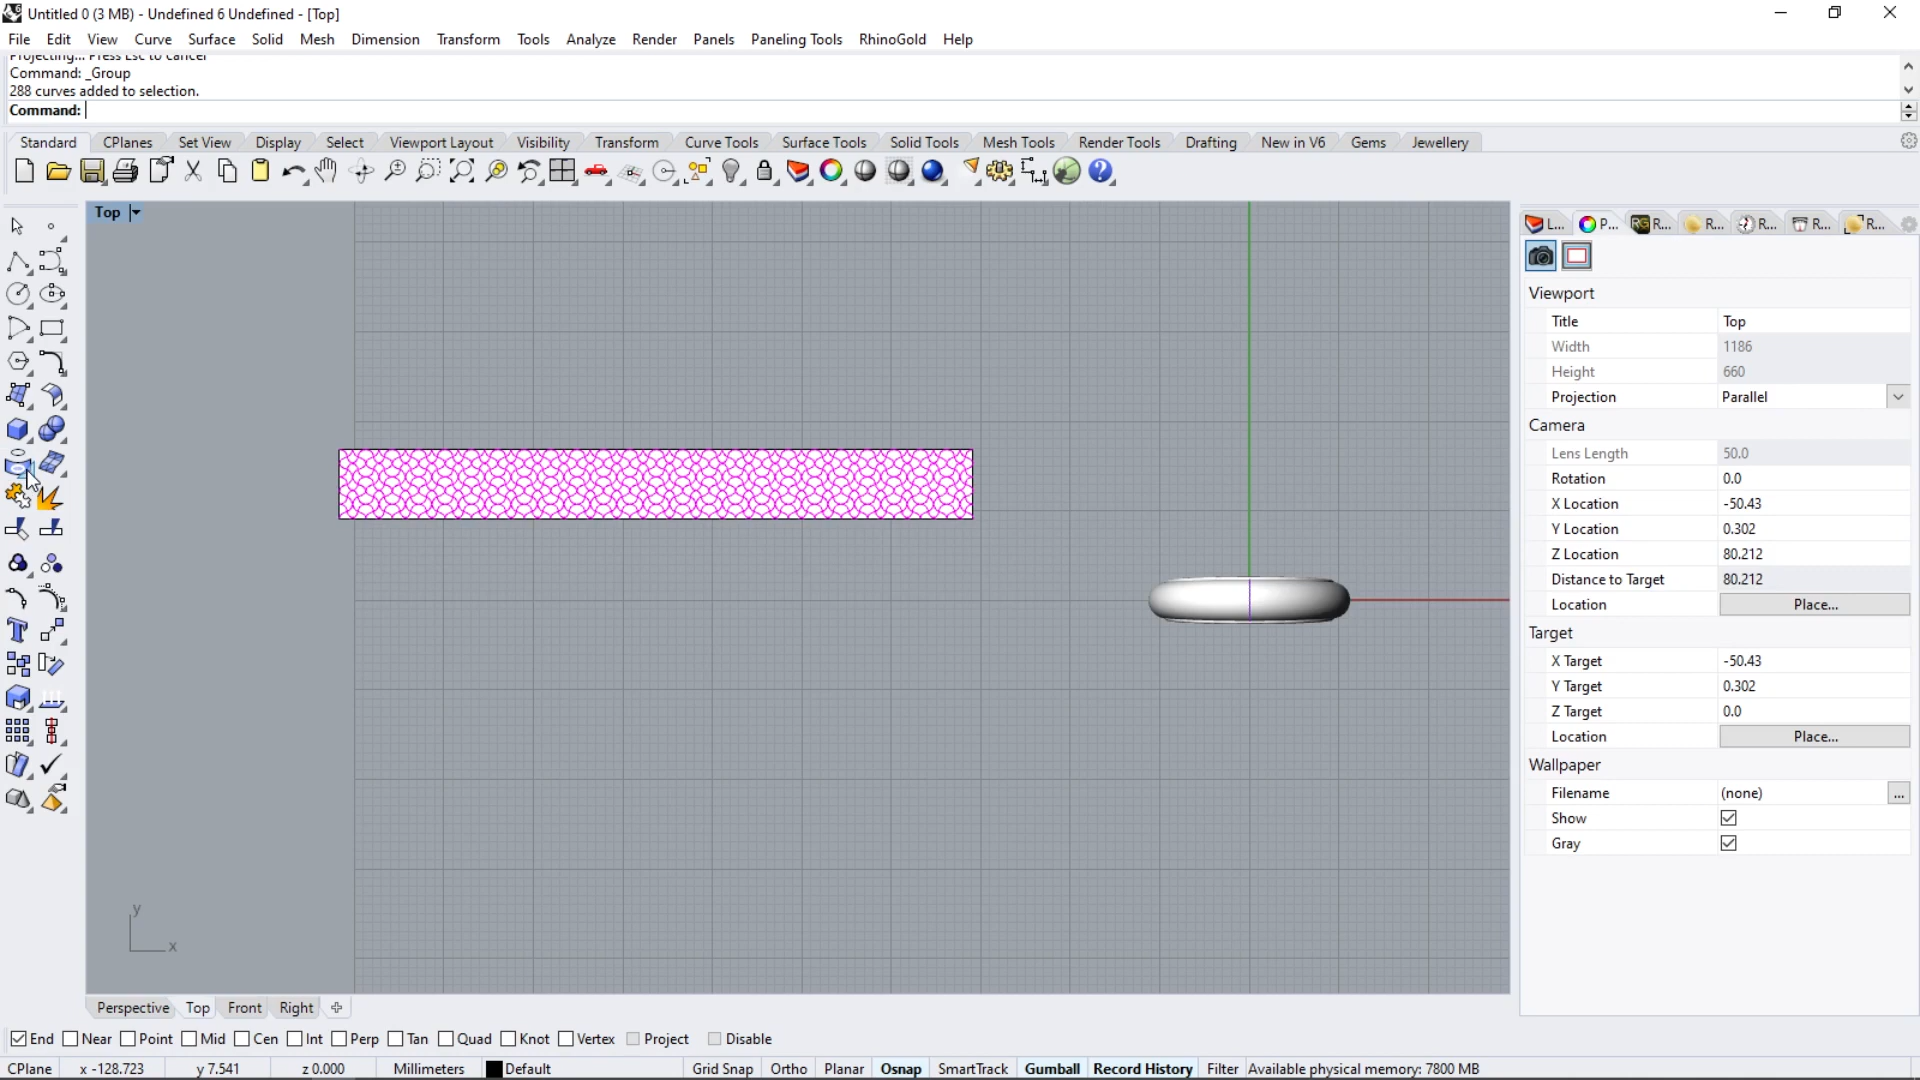 Untitled 0 (3 MB) - Undefined 6 Undefined - [Top]
File Edit View Curve Surface Solid Mesh Dimension Transform Tools Analyze Render Panels Paneling Tools RhinoGold Help
Projecting... Press Esc to cancel
Command: _Group
288 curves added to selection.
Command:
Standard CPlanes Set View Display Select Viewport Layout Visibility Transform Curve Tools Surface Tools Solid Tools Mesh Tools Render Tools Drafting New in V6 Gems Jewellery
Top
L... P... R... R... R... R... R...
Viewport
Title Top
Width 1186
Height 660
Projection Parallel
Camera
Lens Length 50.0
Rotation 0.0
X Location -50.43
Y Location 0.302
Z Location 80.212
Distance to Target 80.212
Location Place...
Target
X Target -50.43
Y Target 0.302
Z Target 0.0
Location Place...
Wallpaper
Filename (none) ...
Show
Gray
y
x
Perspective Top Front Right
End Near Point Mid Cen Int Perp Tan Quad Knot Vertex Project Disable
CPlane x -128.723 y 7.541 z 0.000 Millimeters Default Grid Snap Ortho Planar Osnap SmartTrack Gumball Record History Filter Available physical memory: 7800 MB